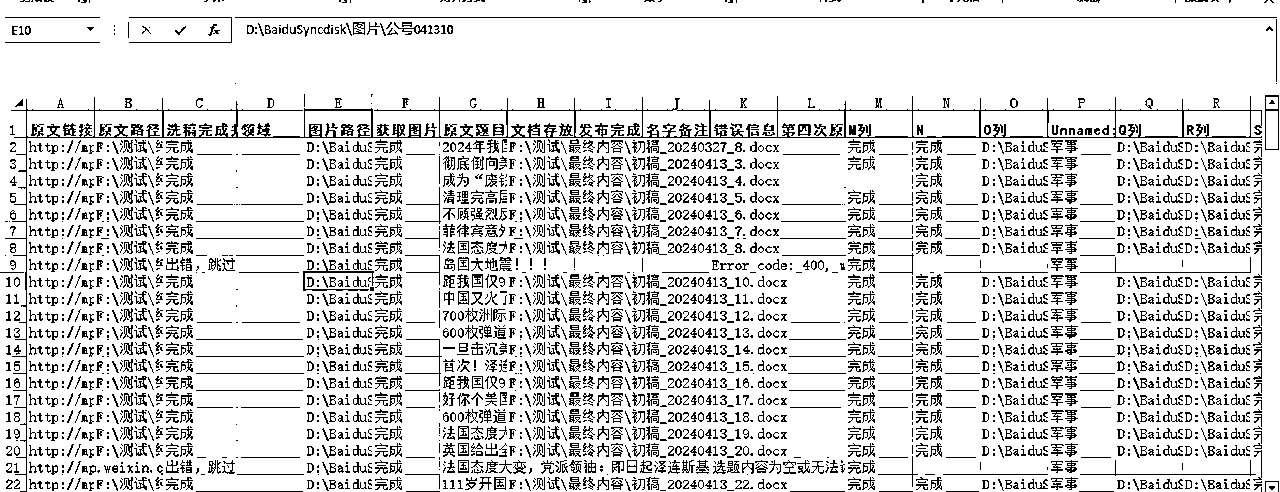 E10 fx D:\BaiduSyncdisk\图片\公号041310
A B C D E F G H I J K L M N O P Q R
1 原文链接 原文路径 洗稿完成 领域 图片路径 获取图片 原文题目 文档存放 发布完成 名字备注 错误信息 第四次原 M列 N O列 Unnamed: Q列 R列 S
2 http://mp F:\测试\ 完成 D:\BaiduS 完成 2024年我国 F:\测试\最终内容\初稿_20240327_8.docx 完成 完成 D:\BaiduS 军事 D:\BaiduS D:\BaiduS 完
3 http://mp F:\测试\ 完成 D:\BaiduS 完成 彻底倒向 F:\测试\最终内容\初稿_20240413_3.docx 完成 完成 D:\BaiduS 军事 D:\BaiduS D:\BaiduS 完
4 http://mp F:\测试\ 完成 D:\BaiduS 完成 成为“废 F:\测试\最终内容\初稿_20240413_4.docx 完成 D:\BaiduS 军事 D:\BaiduS D:\BaiduS 完
5 http://mp F:\测试\ 完成 D:\BaiduS 完成 清理完高层 F:\测试\最终内容\初稿_20240413_5.docx 完成 完成 D:\BaiduS 军事 D:\BaiduS D:\BaiduS 完
6 http://mp F:\测试\ 完成 D:\BaiduS 完成 不顾强烈反 F:\测试\最终内容\初稿_20240413_6.docx 完成 完成 D:\BaiduS 军事 D:\BaiduS D:\BaiduS 完
7 http://mp F:\测试\ 完成 D:\BaiduS 完成 菲律宾意外 F:\测试\最终内容\初稿_20240413_7.docx 完成 完成 D:\BaiduS 军事 D:\BaiduS D:\BaiduS 完
8 http://mp F:\测试\ 完成 D:\BaiduS 完成 法国态度大 F:\测试\最终内容\初稿_20240413_8.docx 完成 完成 D:\BaiduS 军事 D:\BaiduS D:\BaiduS 完
9 http://mp F:\测试\ 出错，跳过 D:\BaiduS 完成 岛国大地震！！！ Error code: 400, 完成 军事
10 http://mp F:\测试\ 完成 D:\BaiduS 完成 距我国仅9 F:\测试\最终内容\初稿_20240413_10.docx 完成 完成 D:\BaiduS 军事 D:\BaiduS D:\BaiduS 完
11 http://mp F:\测试\ 完成 D:\BaiduS 完成 中国又火了 F:\测试\最终内容\初稿_20240413_11.docx 完成 完成 D:\BaiduS 军事 D:\BaiduS D:\BaiduS 完
12 http://mp F:\测试\ 完成 D:\BaiduS 完成 700枚洲际 F:\测试\最终内容\初稿_20240413_12.docx 完成 完成 D:\BaiduS 军事 D:\BaiduS D:\BaiduS 完
13 http://mp F:\测试\ 完成 D:\BaiduS 完成 600枚弹道 F:\测试\最终内容\初稿_20240413_13.docx 完成 完成 D:\BaiduS 军事 D:\BaiduS D:\BaiduS 完
14 http://mp F:\测试\ 完成 D:\BaiduS 完成 一旦击沉美 F:\测试\最终内容\初稿_20240413_14.docx 完成 完成 D:\BaiduS 军事 D:\BaiduS D:\BaiduS 完
15 http://mp F:\测试\ 完成 D:\BaiduS 完成 首次！泽连 F:\测试\最终内容\初稿_20240413_15.docx 完成 完成 D:\BaiduS 军事 D:\BaiduS D:\BaiduS 完
16 http://mp F:\测试\ 完成 D:\BaiduS 完成 距我国仅9 F:\测试\最终内容\初稿_20240413_16.docx 完成 完成 D:\BaiduS 军事 D:\BaiduS D:\BaiduS 完
17 http://mp F:\测试\ 完成 D:\BaiduS 完成 好你个美国 F:\测试\最终内容\初稿_20240413_17.docx 完成 完成 D:\BaiduS 军事 D:\BaiduS D:\BaiduS 完
18 http://mp F:\测试\ 完成 D:\BaiduS 完成 600枚弹道 F:\测试\最终内容\初稿_20240413_18.docx 完成 完成 D:\BaiduS 军事 D:\BaiduS D:\BaiduS 完
19 http://mp F:\测试\ 完成 D:\BaiduS 完成 法国态度大 F:\测试\最终内容\初稿_20240413_19.docx 完成 完成 D:\BaiduS 军事 D:\BaiduS D:\BaiduS 完
20 http://mp F:\测试\ 完成 D:\BaiduS 完成 英国给出 F:\测试\最终内容\初稿_20240413_20.docx 完成 完成 D:\BaiduS 军事 D:\BaiduS D:\BaiduS 完
21 http://mp.weixin.q 出错，跳过 法国态度大变，党派领袖：即日起泽连斯基 选题内容为空或无法 完成 军事
22 http://mp F:\测试\ 完成 D:\BaiduS 完成 111岁开国 F:\测试\最终内容\初稿_20240413_22.docx 完成 完成 D:\BaiduS 军事 D:\BaiduS D:\BaiduS 完